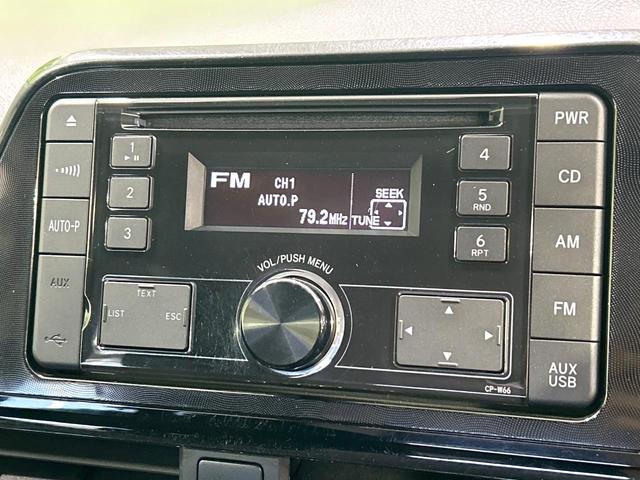 PWR
1
4
FM
CH1
SEEK
CD
AUTO.P
2
5
RND
79.2MHz TUNE
AUTO-P
3
6
RPT
AM
VOL/PUSH MENU
AUX
TEXT
LIST
ESC
FM
CP-W66
AUX
USB